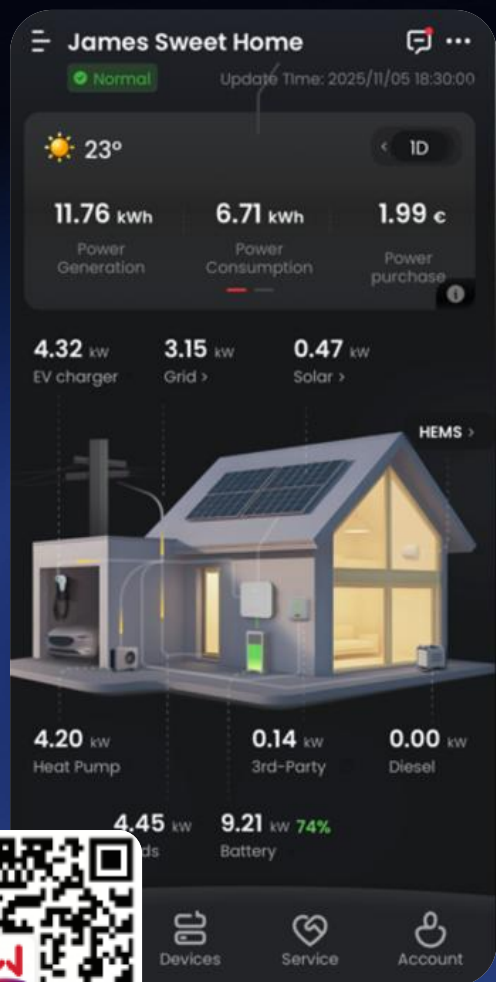 James Sweet Home
Normal
Update Time: 2025/11/05 18:30:00
23°
< 1D
11.76 kWh
Power
Generation
6.71 kWh
Power
Consumption
1.99 €
Power
purchase
4.32 kW
EV charger
3.15 kW
Grid >
0.47 kW
Solar >
HEMS >
4.20 kW
Heat Pump
0.14 kW
3rd-Party
0.00 kW
Diesel
4.45 kW
9.21 kW 74%
Battery
Devices
Service
Account